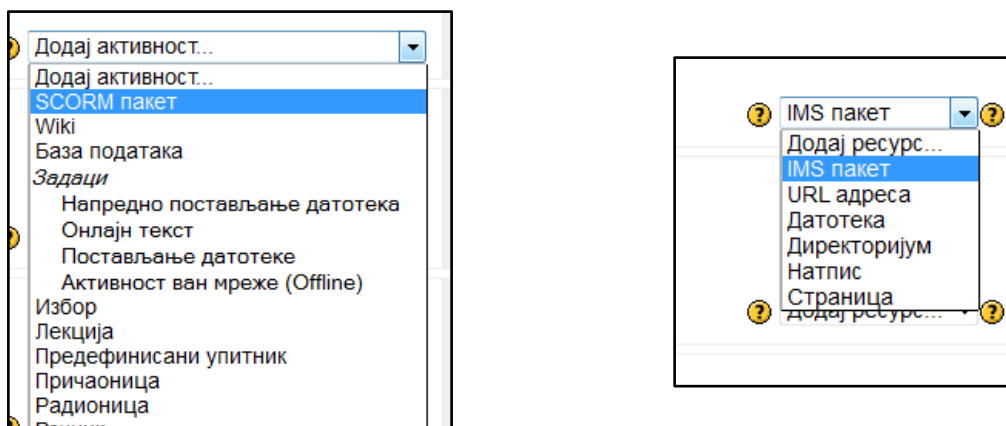 Додај активност...
Додај активност...
SCORM пакет
Wiki
База података
Задаци
Напредно постављање датотека
Онлајн текст
Постављање датотеке
Активност ван мреже (Offline)
Избор
Лекција
Предефинисани упитник
Причаоница
Радионица
IMS пакет
Додај ресурс...
IMS пакет
URL адреса
Датотека
Директоријум
Натпис
Страница
Додај ресурс...